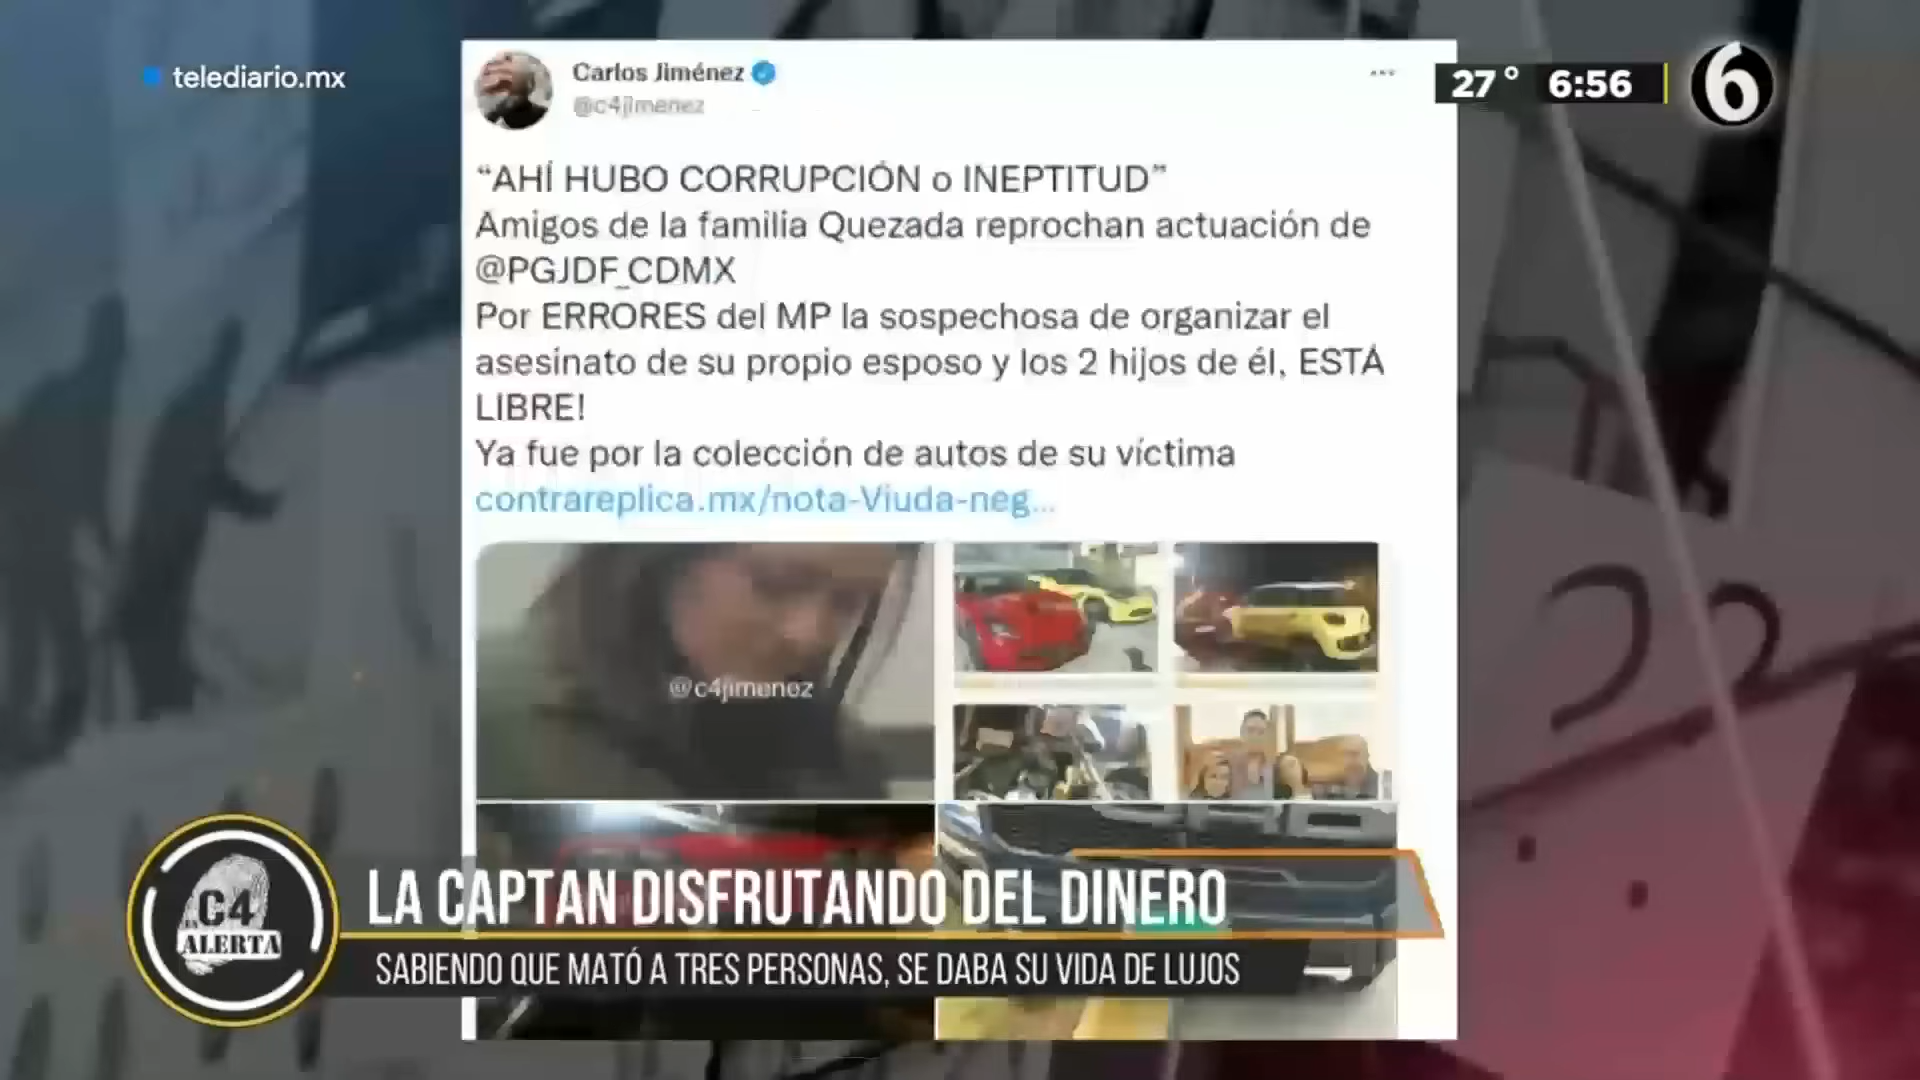 telediario.mx
Carlos Jiménez
@c4jimenez
27° 6:56
6
“AHÍ HUBO CORRUPCIÓN o INEPTITUD”
Amigos de la familia Quezada reprochan actuación de
@PGJDF_CDMX
Por ERRORES del MP la sospechosa de organizar el
asesinato de su propio esposo y los 2 hijos de él, ESTÁ
LIBRE!
Ya fue por la colección de autos de su víctima
contrareplica.mx/nota-Viuda-neg...
@c4jimenez
22
C4
ALERTA
LA CAPTAN DISFRUTANDO DEL DINERO
SABIENDO QUE MATÓ A TRES PERSONAS, SE DABA SU VIDA DE LUJOS